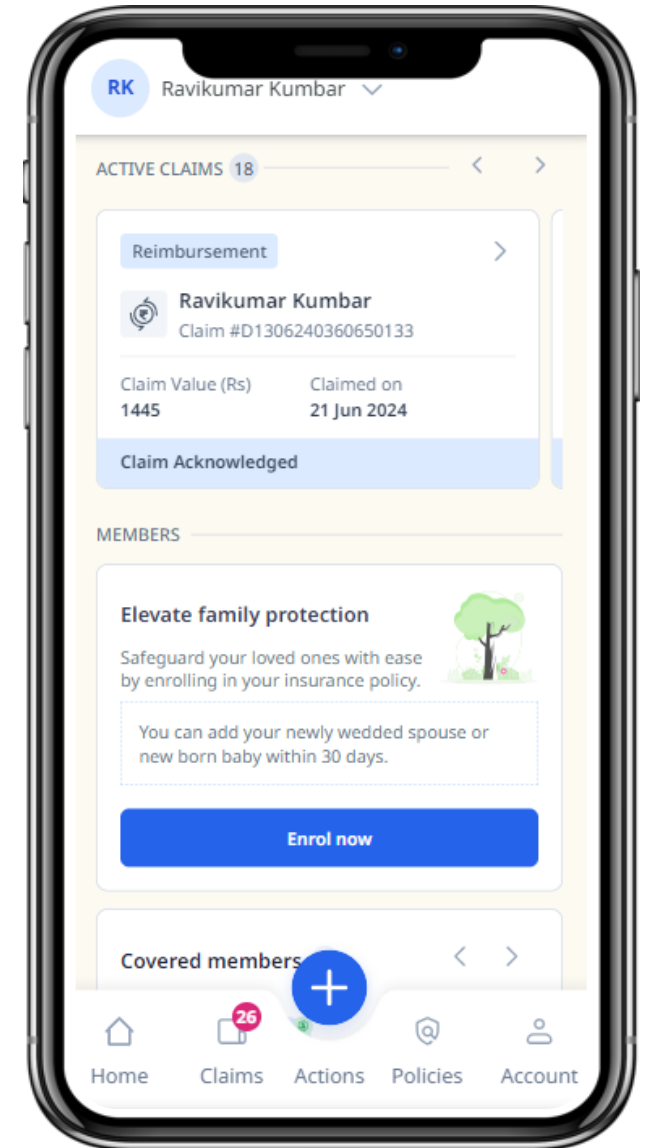 RK Ravikumar Kumbar
ACTIVE CLAIMS 18
Reimbursement
Ravikumar Kumbar
Claim #D1306240360650133
Claim Value (Rs) Claimed on
1445 21 Jun 2024
Claim Acknowledged
MEMBERS
Elevate family protection
Safeguard your loved ones with ease
by enrolling in your insurance policy.
You can add your newly wedded spouse or
new born baby within 30 days.
Enrol now
Covered members
26
Home Claims Actions Policies Account